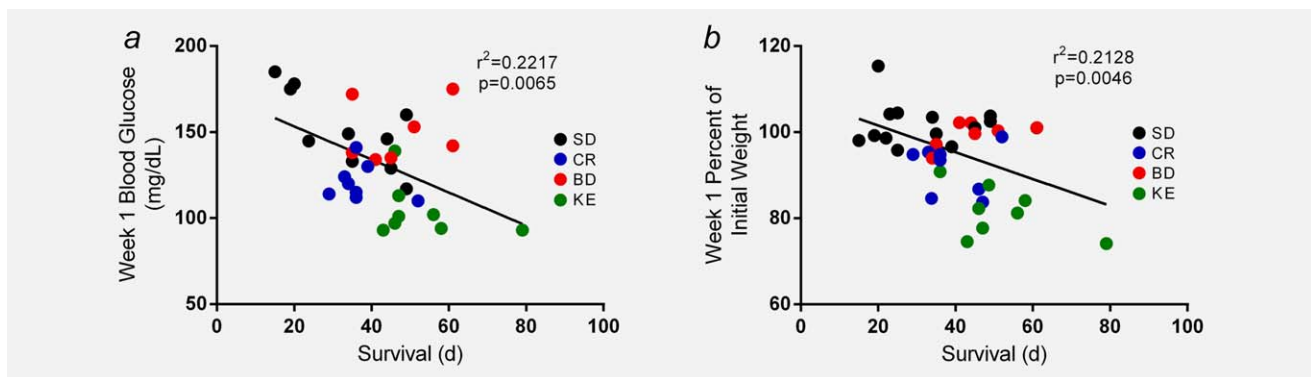 a
r²=0.2217
p=0.0065
Week 1 Blood Glucose
(mg/dL)
200
150
100
50
0
20
40
60
80
100
Survival (d)
SD
CR
BD
KE
b
r²=0.2128
p=0.0046
Week 1 Percent of
Initial Weight
120
100
80
60
0
20
40
60
80
100
Survival (d)
SD
CR
BD
KE